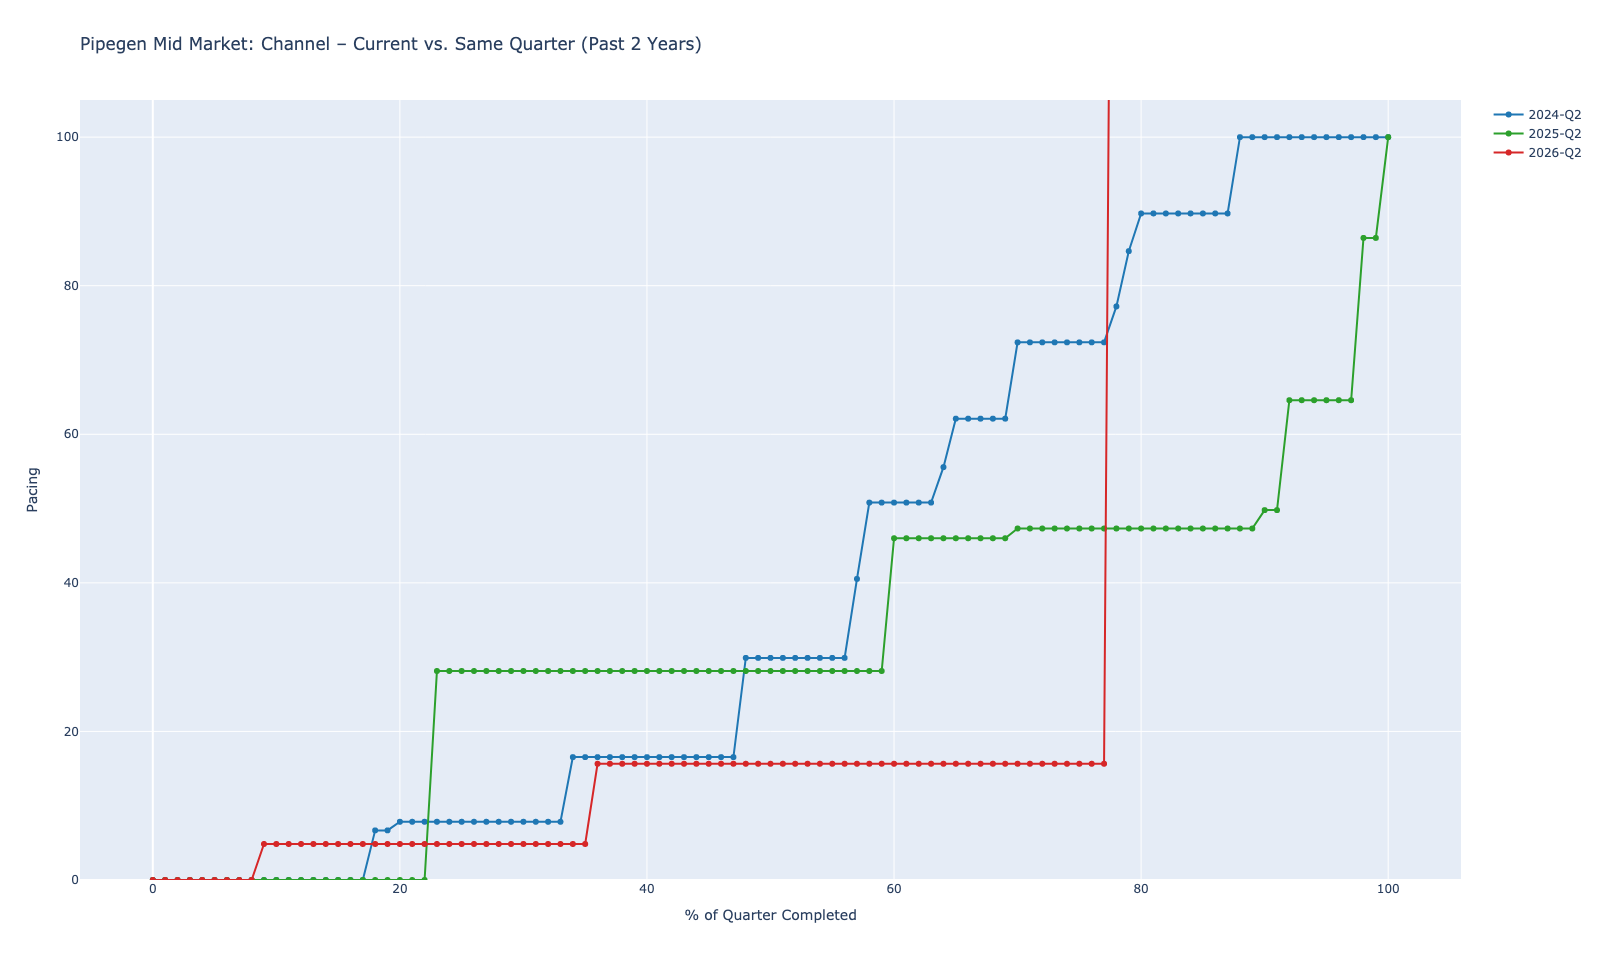 Pipegen Mid Market: Channel – Current vs. Same Quarter (Past 2 Years)
2024-Q2
2025-Q2
2026-Q2
Pacing
100
80
60
40
20
0
0
20
40
60
80
100
% of Quarter Completed